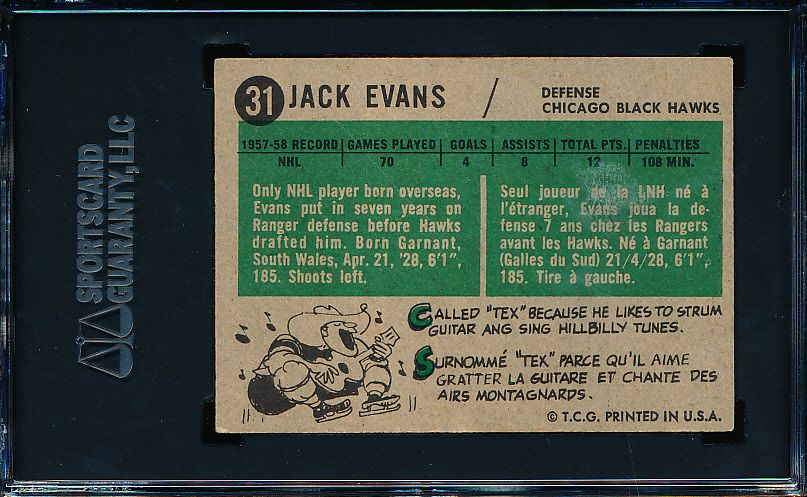 31 JACK EVANS / DEFENSE
CHICAGO BLACK HAWKS
1957-58 RECORD GAMES PLAYED GOALS ASSISTS TOTAL PTS. PENALTIES
NHL 70 4 8 12 108 MIN.
Only NHL player born overseas,
Evans put in seven years on
Ranger defense before Hawks
drafted him. Born Garnant,
South Wales, Apr. 21, '28, 6'1",
185. Shoots left.
Seul joueur de la LNH né à
l'étranger, Evans joua la de-
fense 7 ans chez les Rangers
avant les Hawks. Né à Garnant
(Galles du Sud) 21/4/28, 6'1",
185. Tire à gauche.
CALLED "TEX" BECAUSE HE LIKES TO STRUM
GUITAR ANG SING HILLBILLY TUNES.
SURNOMMÉ "TEX" PARCE QU'IL AIME
GRATTER LA GUITARE ET CHANTE DES
AIRS MONTAGNARDS.
© T.C.G. PRINTED IN U.S.A.
SPORTSCARD
GUARANTY, LLC